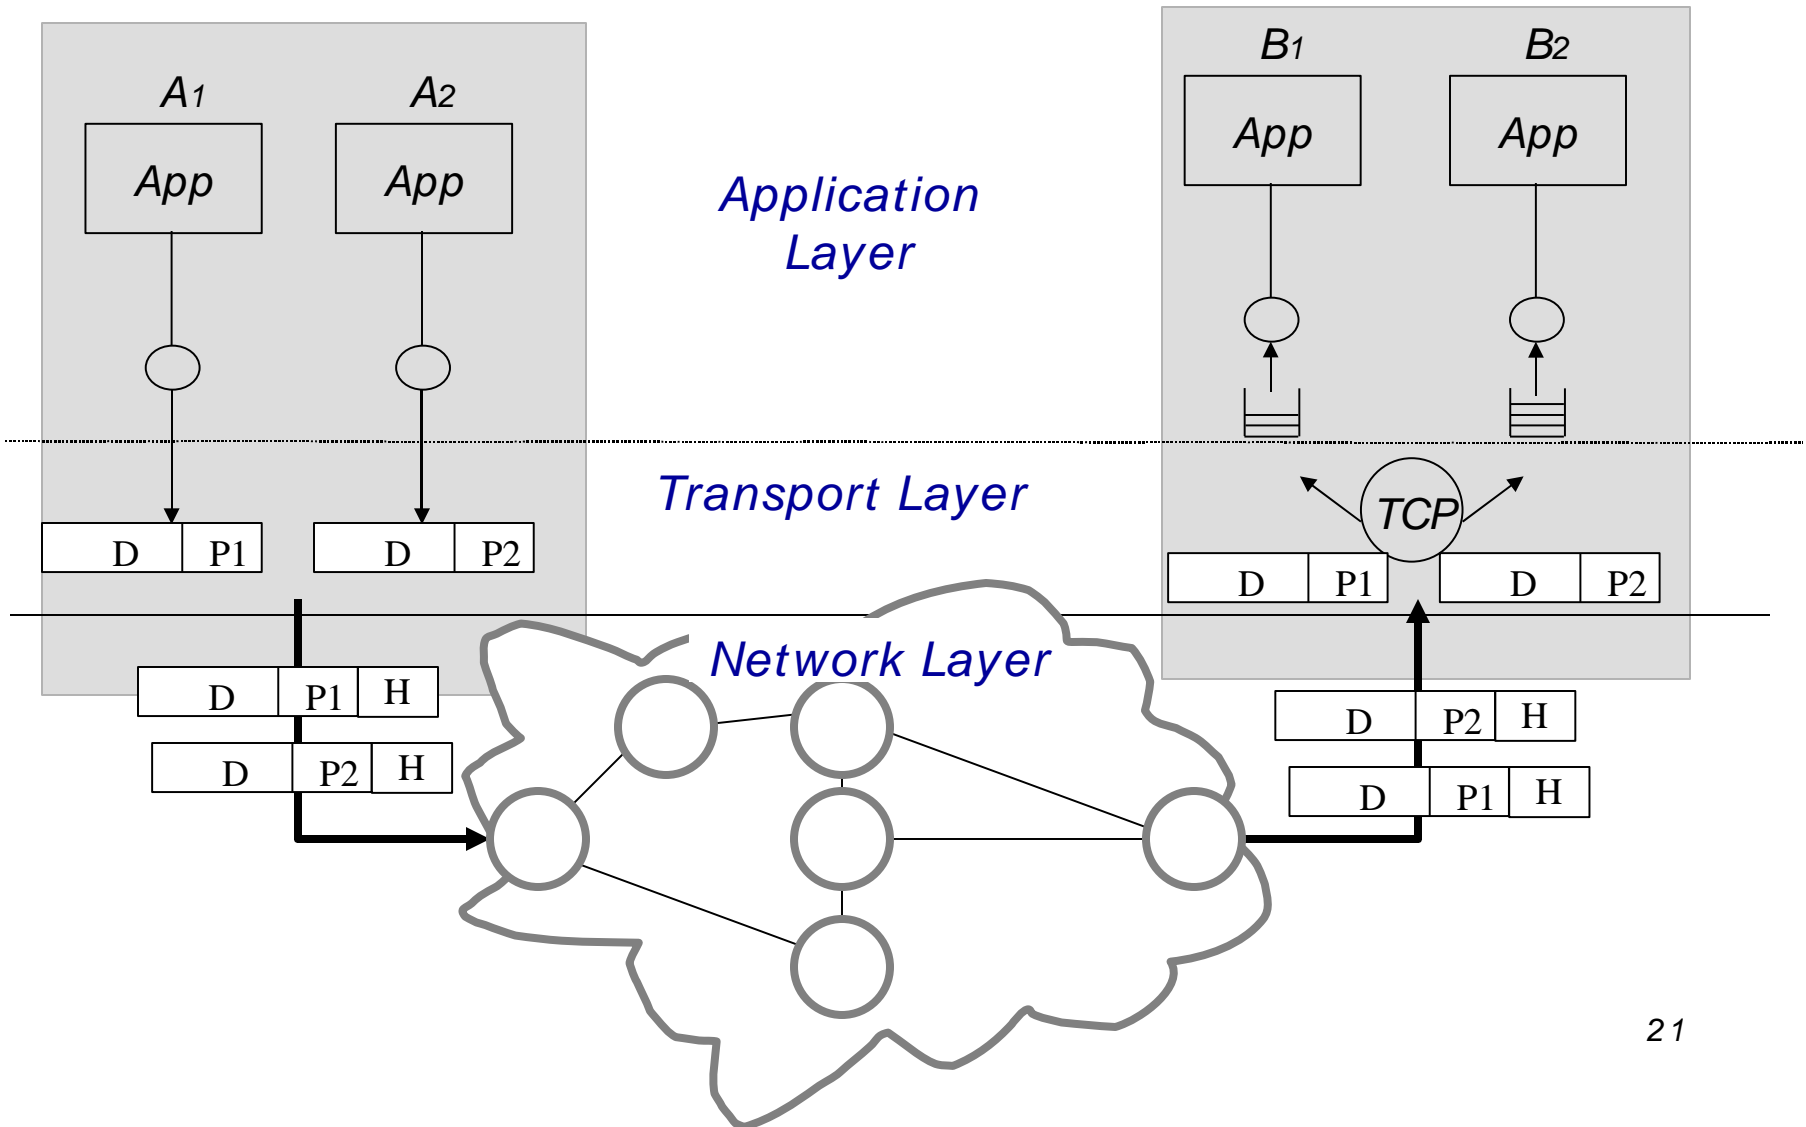 A1
A2
B1
B2
App
App
App
App
Application
Layer
Transport Layer
TCP
D P1
D P2
D P1
D P2
Network Layer
D P1 H
D P2 H
D P2 H
D P1 H
21